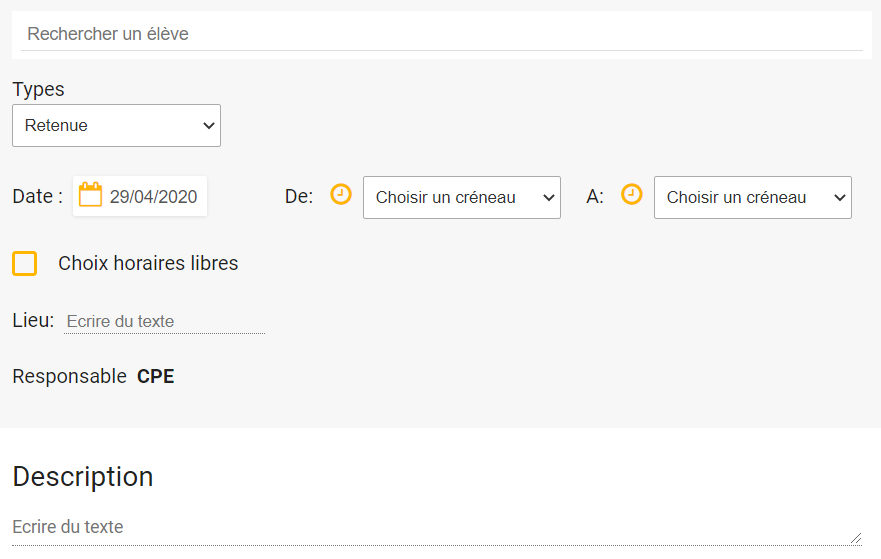 Rechercher un élève
Types
Retenue
Date : 29/04/2020 De: Choisir un créneau A: Choisir un créneau
Choix horaires libres
Lieu: Ecrire du texte
Responsable CPE
Description
Ecrire du texte